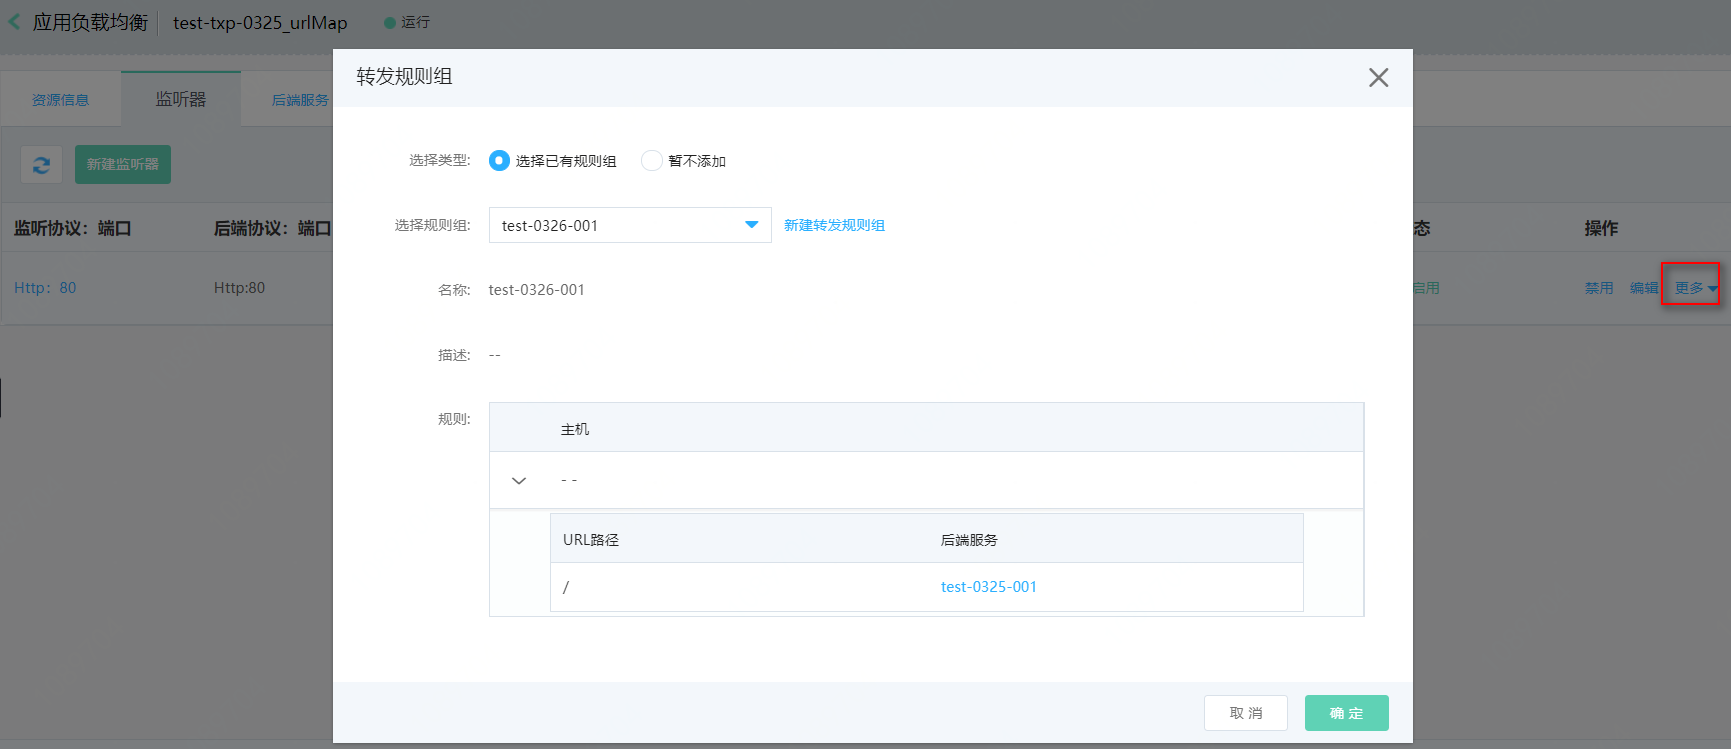 应用负载均衡 test-txp-0325_urlMap 运行
转发规则组
资源信息 监听器 后端服务
新建监听器
选择类型: 选择已有规则组 暂不添加
监听协议：端口 后端协议：端口 态 操作
选择规则组: test-0326-001 新建转发规则组
Http：80 Http:80 启用 禁用 编辑 更多
名称: test-0326-001
描述: --
规则:
主机
- -
URL路径 后端服务
/ test-0325-001
取 消 确 定